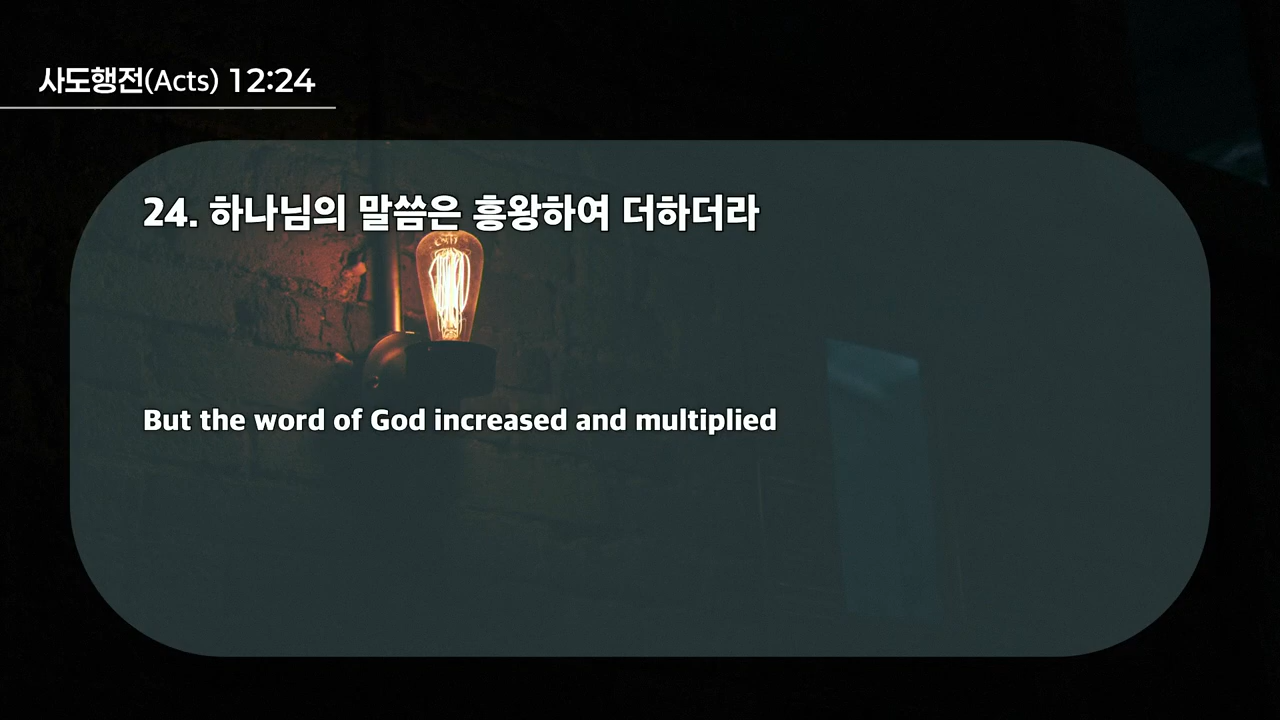 사도행전(Acts) 12:24
24. 하나님의 말씀은 흥왕하여 더하더라
But the word of God increased and multiplied